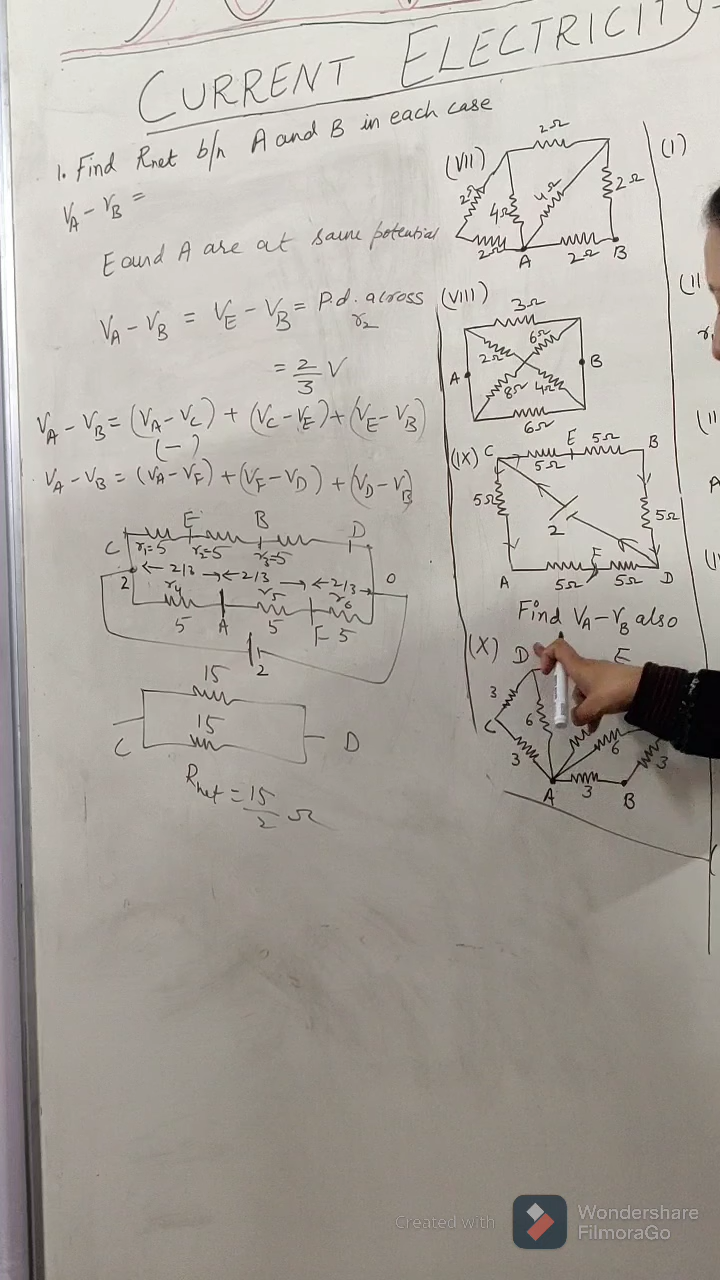 CURRENT ELECTRICITY
1. Find Rnet b/n A and B in each case
VA - VB =
E and A are at same potential
VA - VB = VE - VB = P.d. across r2
= 2/3 V
VA - VB = (VA - VC) + (VC - VE) + (VE - VB)
(-)
VA - VB = (VA - VF) + (VF - VD) + (VD - VB)
C E B D
r1=5 r2=5 r3=5
2 ← 2/3 → ← 2/3 → ← 2/3 → 0
r4 r5 r6
5 A 5 F 5
2
15
15
C D
Rnet = 15/2 Ω
(VII)
2Ω
2Ω 4Ω 4Ω 2Ω
2Ω A 2Ω B
(VIII)
3Ω
2Ω 6Ω
A B
8Ω 4Ω
6Ω
(IX) C E 5Ω B
5Ω
5Ω 2 5Ω
A 5Ω F 5Ω D
Find VA - VB also
(X) D E
3 6
C
3 6 3
A 3 B
(I)
(II
r1
(II
A
(I
(
Created with
Wondershare
FilmoraGo